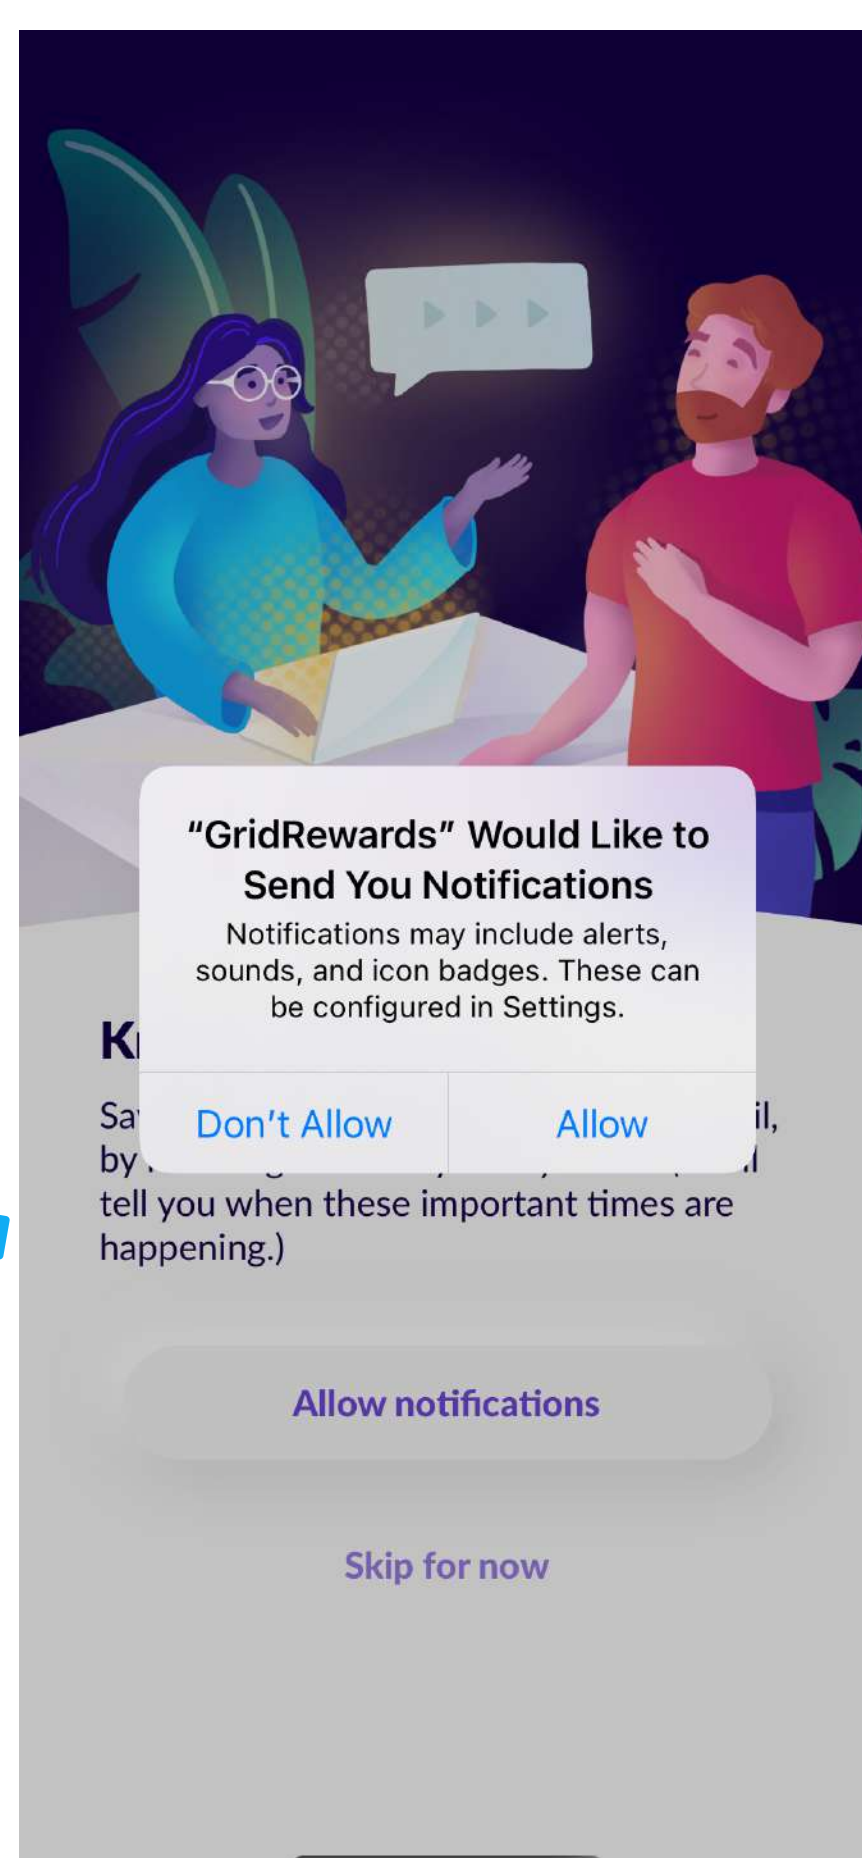 "GridRewards" Would Like to
Send You Notifications
Notifications may include alerts,
sounds, and icon badges. These can
be configured in Settings.
Don't Allow
Allow
by
tell you when these important times are
happening.)
Allow notifications
Skip for now